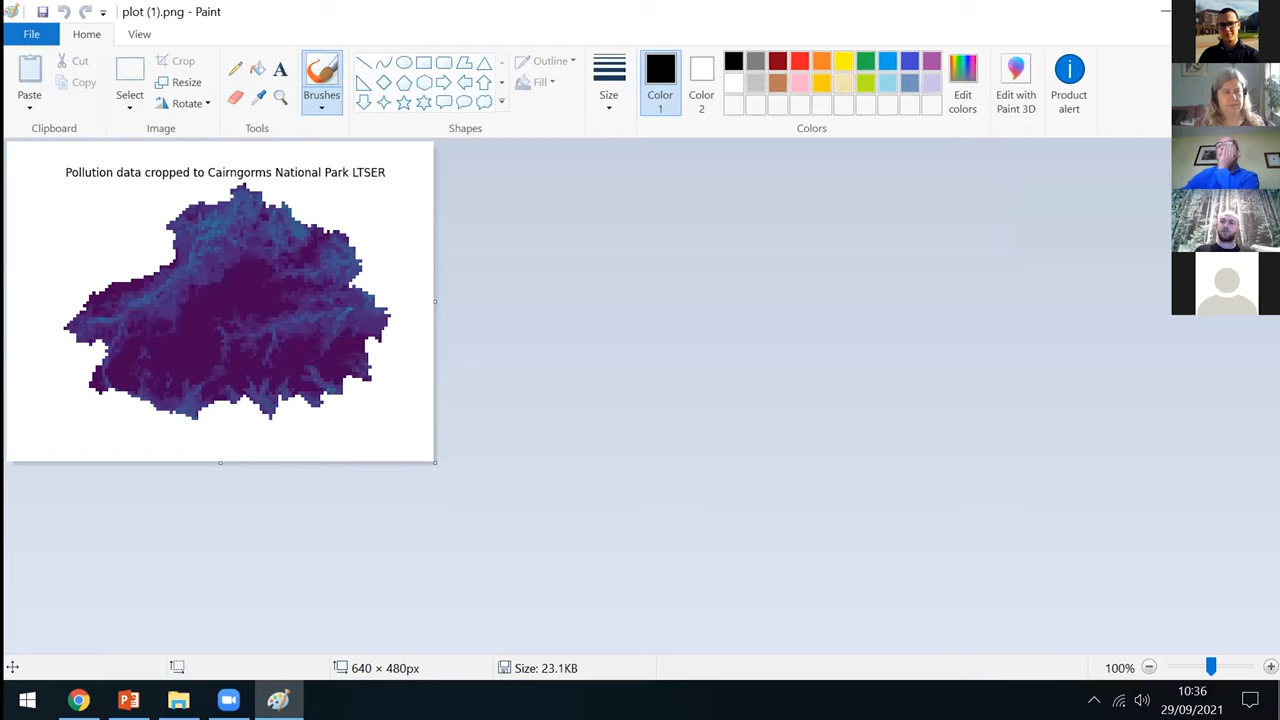 plot (1).png - Paint
File
Home
View
Paste
Cut
Copy
Clipboard
Select
Crop
Resize
Rotate
Image
A
Tools
Brushes
Shapes
Outline
Fill
Size
Color 1
Color 2
Colors
Edit colors
Edit with Paint 3D
Product alert
Pollution data cropped to Cairngorms National Park LTSER
640 × 480px
Size: 23.1KB
100%
10:36
29/09/2021